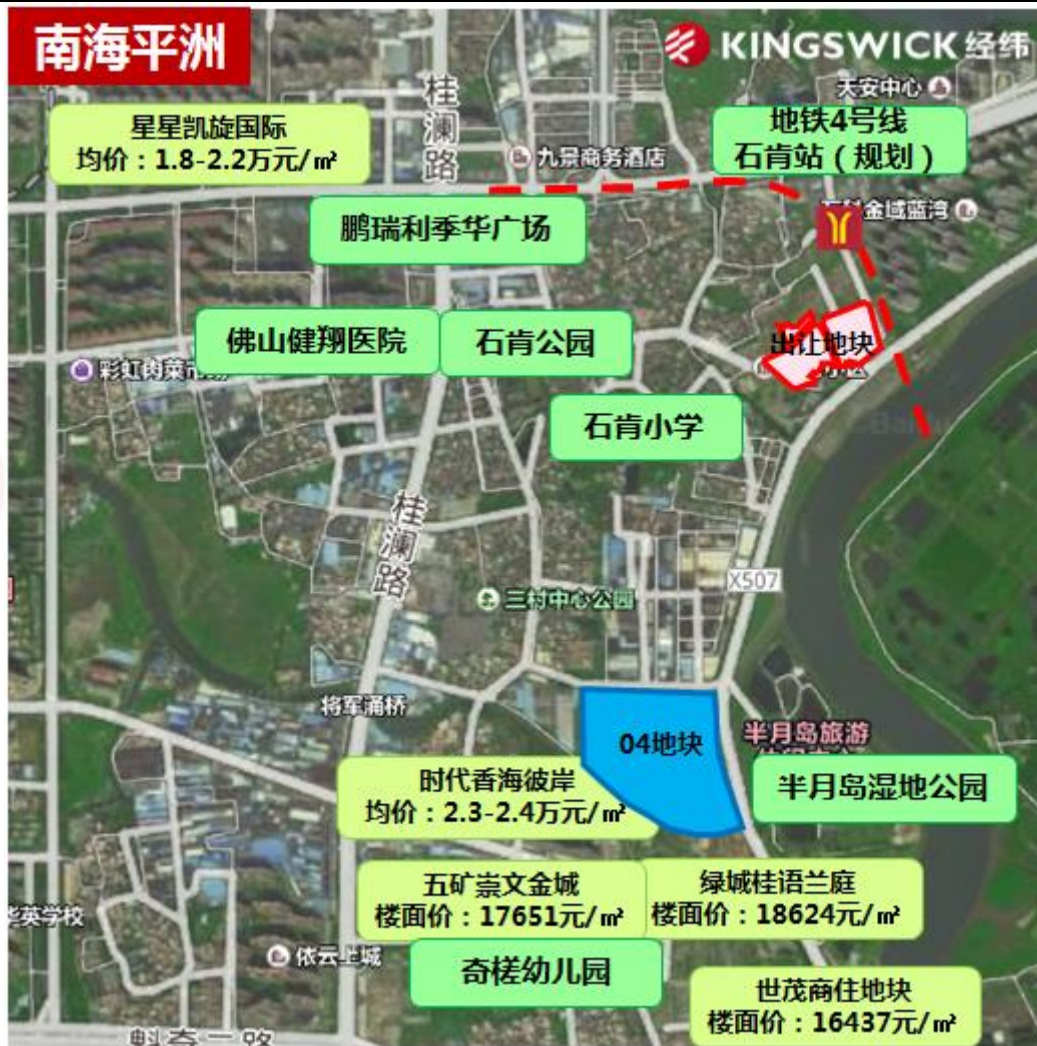 南海平洲
KINGSWICK 经纬
天安中心
星星凯旋国际
均价：1.8-2.2万元/㎡
桂澜路
九景商务酒店
地铁4号线
石肯站（规划）
金域蓝湾
鹏瑞利季华广场
佛山健翔医院
石肯公园
出让地块
彩虹肉菜市
石肯小学
桂澜路
X507
三村中心公园
将军涌桥
04地块
半月岛旅游
时代香海彼岸
均价：2.3-2.4万元/㎡
半月岛湿地公园
五矿崇文金城
楼面价：17651元/㎡
绿城桂语兰庭
楼面价：18624元/㎡
华英学校
依云上城
奇槎幼儿园
世茂商住地块
楼面价：16437元/㎡
魁奇二路